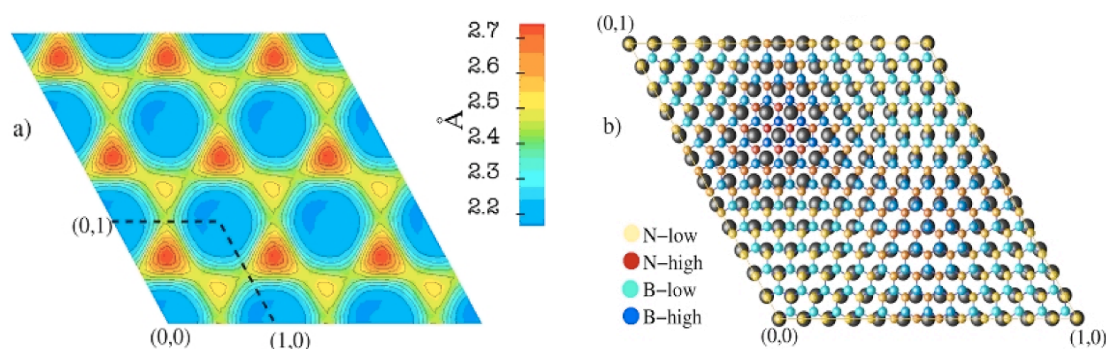 a)
(0,1)
(0,0)
(1,0)
2.7
2.6
2.5
2.4
2.3
2.2
Å
b)
(0,1)
N-low
N-high
B-low
B-high
(0,0)
(1,0)